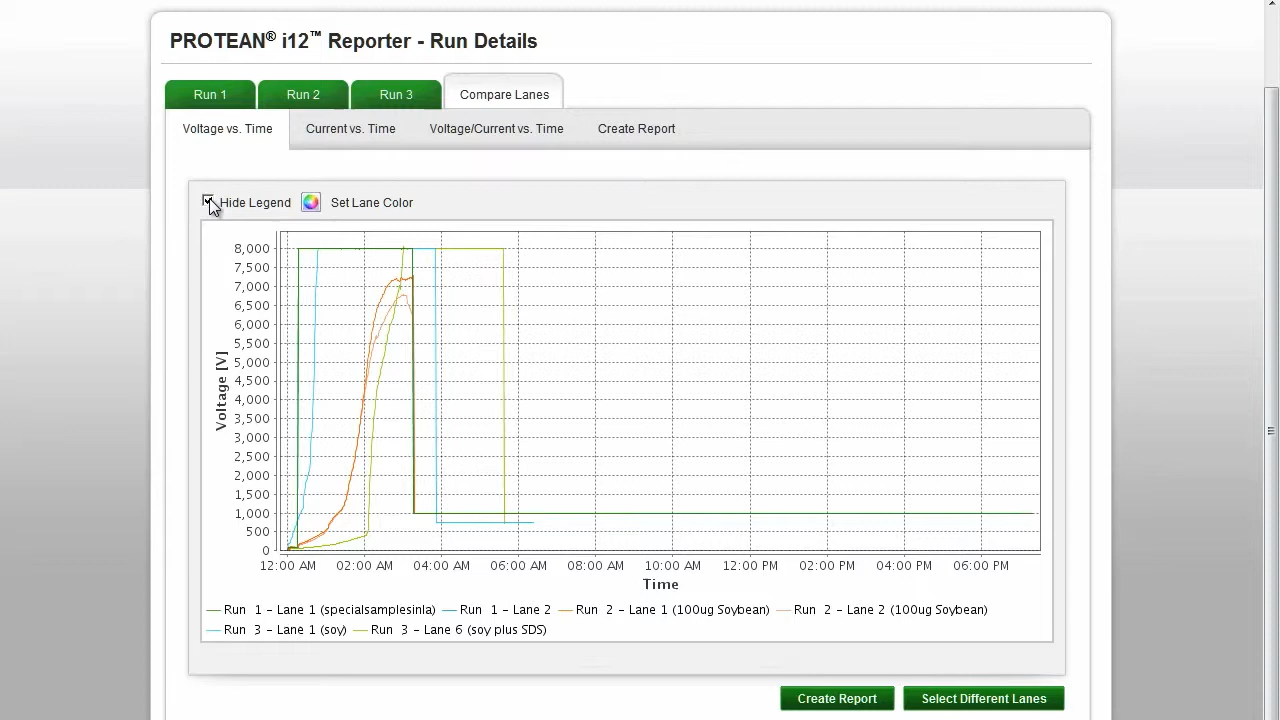 PROTEAN® i12™ Reporter - Run Details
Run 1 Run 2 Run 3 Compare Lanes
Voltage vs. Time Current vs. Time Voltage/Current vs. Time Create Report
Hide Legend Set Lane Color
8,000
7,500
7,000
6,500
6,000
5,500
5,000
4,500
4,000
3,500
3,000
2,500
2,000
1,500
1,000
500
0
Voltage [V]
12:00 AM 02:00 AM 04:00 AM 06:00 AM 08:00 AM 10:00 AM 12:00 PM 02:00 PM 04:00 PM 06:00 PM
Time
Run 1 - Lane 1 (specialsamplesinla) Run 1 - Lane 2 Run 2 - Lane 1 (100ug Soybean) Run 2 - Lane 2 (100ug Soybean)
Run 3 - Lane 1 (soy) Run 3 - Lane 6 (soy plus SDS)
Create Report Select Different Lanes